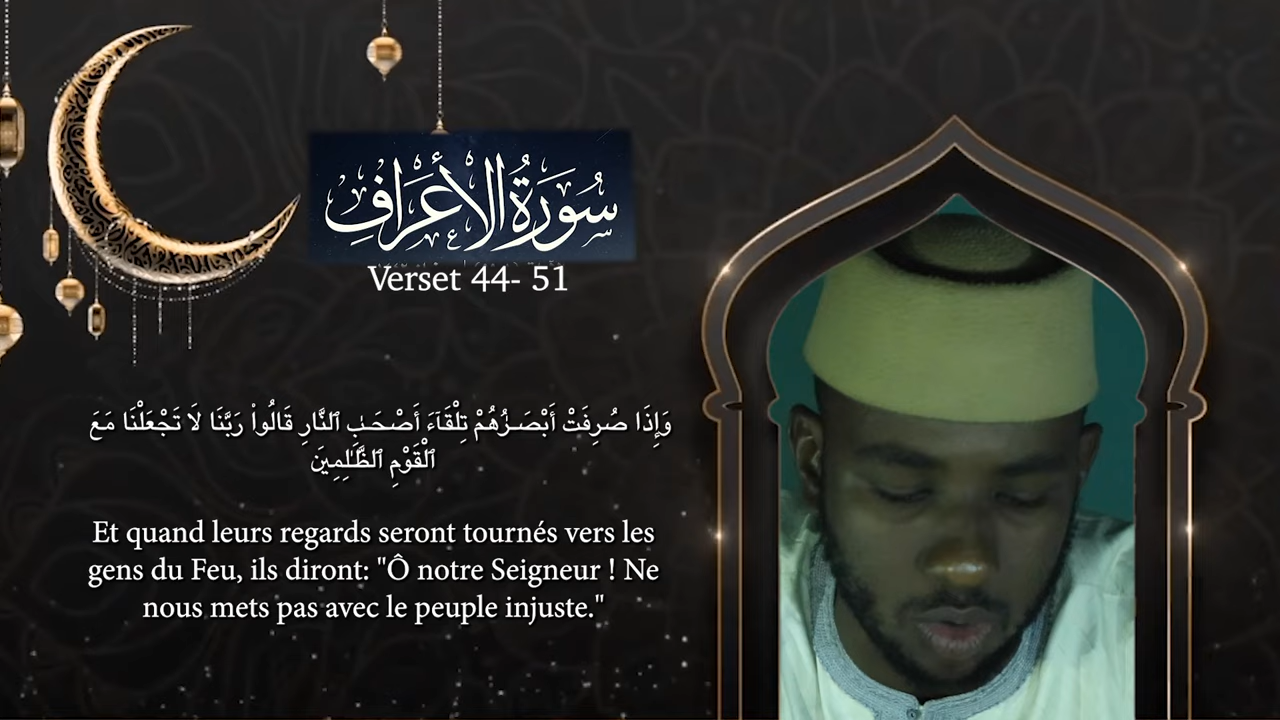 سُورَةُ الأَعْرَافِ
Verset 44- 51
وَإِذَا صُرِفَتْ أَبْصَـٰرُهُمْ تِلْقَآءَ أَصْحَـٰبِ ٱلنَّارِ قَالُواْ رَبَّنَا لَا تَجْعَلْنَا مَعَ
ٱلْقَوْمِ ٱلظَّـٰلِمِينَ
Et quand leurs regards seront tournés vers les
gens du Feu, ils diront: "Ô notre Seigneur ! Ne
nous mets pas avec le peuple injuste."